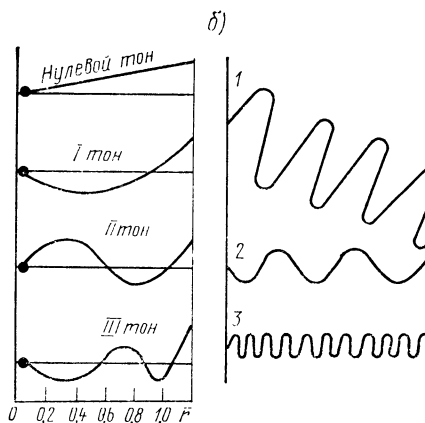 б)
Нулевой тон
I тон
II тон
III тон
0 0,2 0,4 0,6 0,8 1,0 r̄
1
2
3